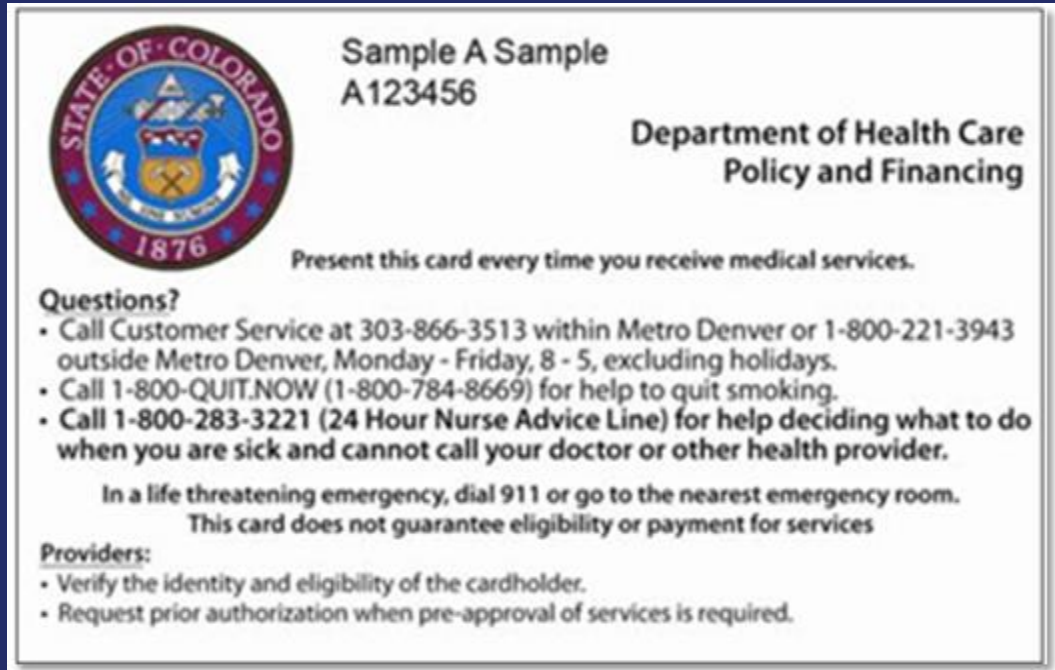 STATE OF COLORADO
1876
Sample A Sample
A123456
Department of Health Care
Policy and Financing
Present this card every time you receive medical services.
Questions?
• Call Customer Service at 303-866-3513 within Metro Denver or 1-800-221-3943
outside Metro Denver, Monday - Friday, 8 - 5, excluding holidays.
• Call 1-800-QUIT.NOW (1-800-784-8669) for help to quit smoking.
• Call 1-800-283-3221 (24 Hour Nurse Advice Line) for help deciding what to do
when you are sick and cannot call your doctor or other health provider.
In a life threatening emergency, dial 911 or go to the nearest emergency room.
This card does not guarantee eligibility or payment for services
Providers:
• Verify the identity and eligibility of the cardholder.
• Request prior authorization when pre-approval of services is required.